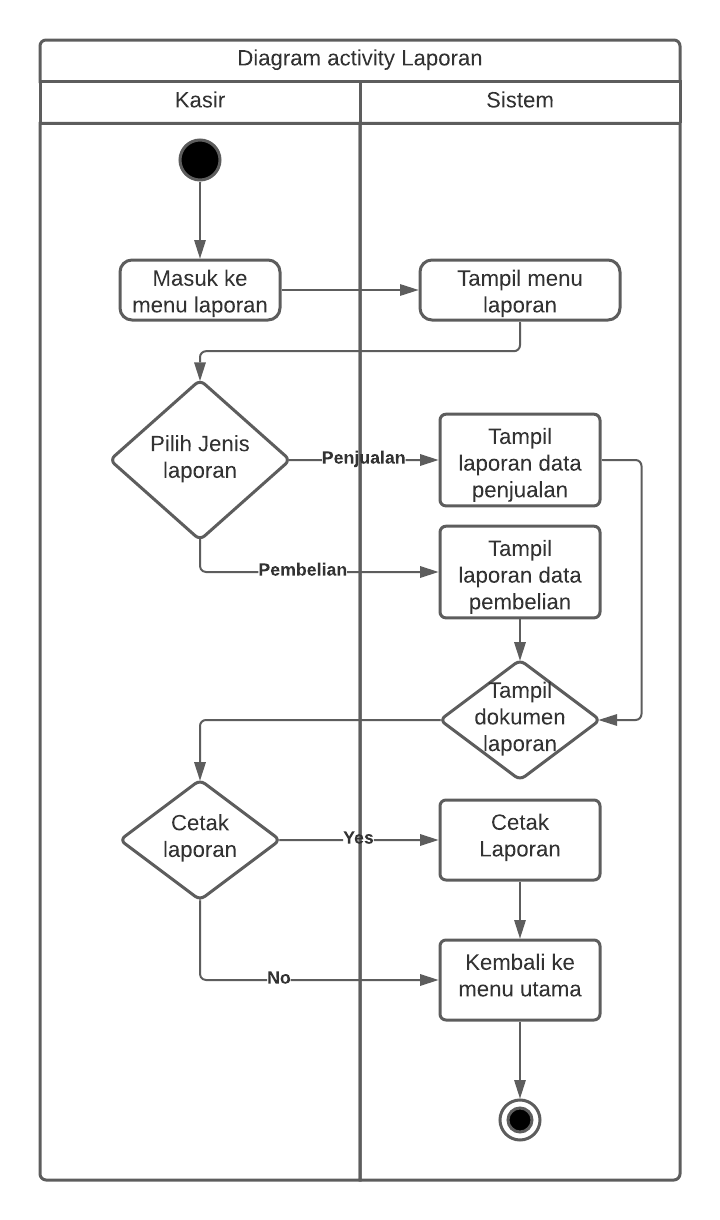 Diagram activity Laporan
Kasir
Sistem
Masuk ke
menu laporan
Tampil menu
laporan
Pilih Jenis
laporan
Penjualan
Tampil
laporan data
penjualan
Pembelian
Tampil
laporan data
pembelian
Tampil
dokumen
laporan
Cetak
laporan
Yes
Cetak
Laporan
No
Kembali ke
menu utama